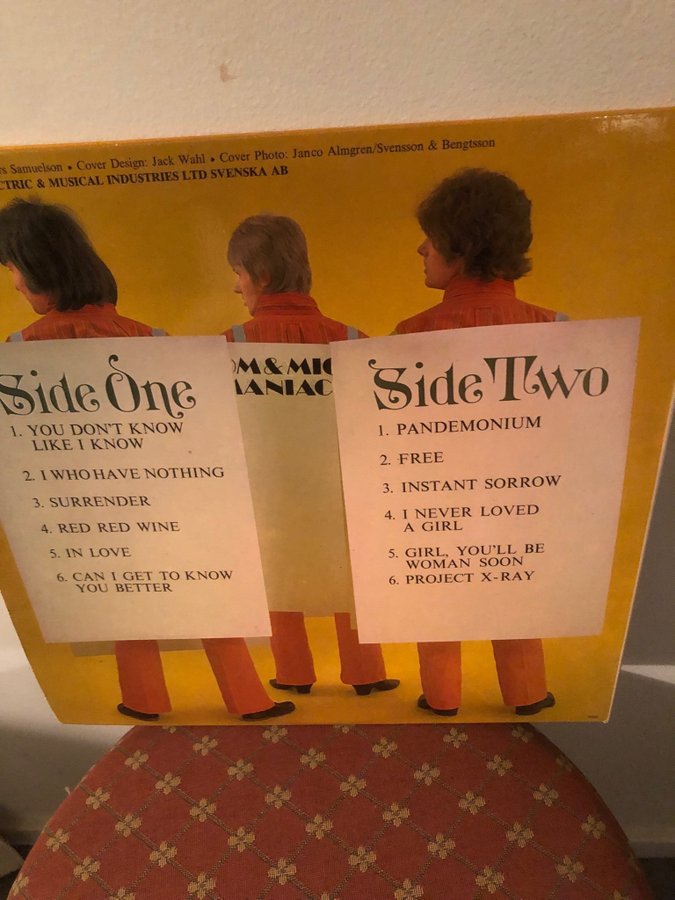 rs Samuelson • Cover Design: Jack Wahl • Cover Photo: Janco Almgren/Svensson & Bengtsson
CTRIC & MUSICAL INDUSTRIES LTD SVENSKA AB
Side One
1. YOU DON'T KNOW
LIKE I KNOW
2. I WHO HAVE NOTHING
3. SURRENDER
4. RED RED WINE
5. IN LOVE
6. CAN I GET TO KNOW
YOU BETTER
OM & MIC
MANIAC
Side Two
1. PANDEMONIUM
2. FREE
3. INSTANT SORROW
4. I NEVER LOVED
A GIRL
5. GIRL, YOU'LL BE
WOMAN SOON
6. PROJECT X-RAY